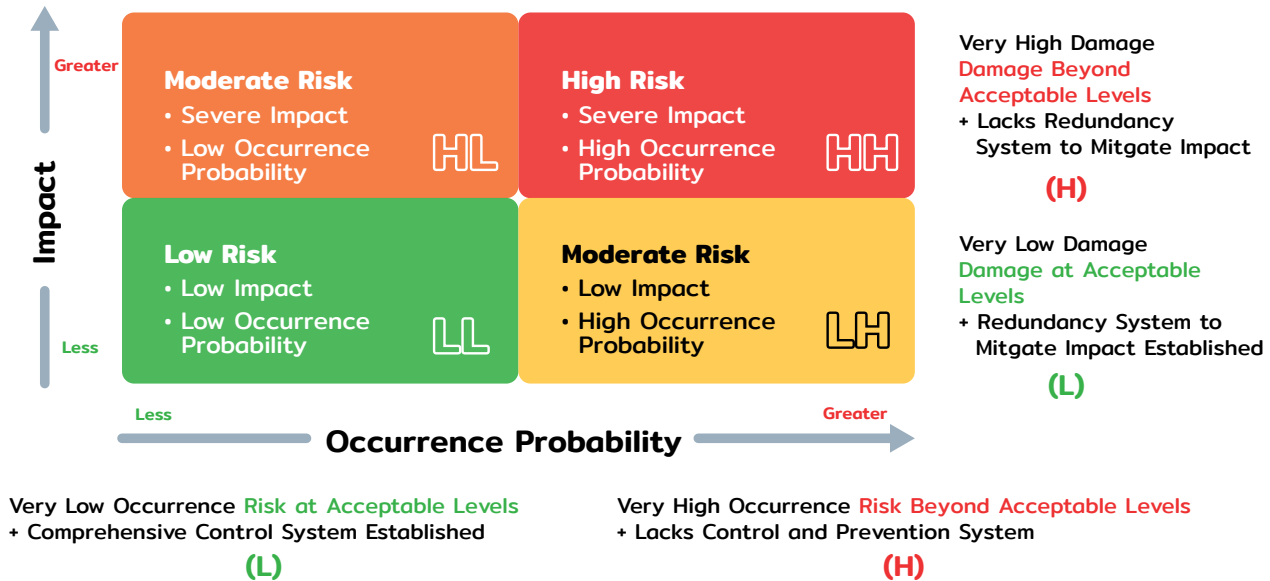 Greater
Impact
Less
Moderate Risk
• Severe Impact
• Low Occurrence
Probability
HL
High Risk
• Severe Impact
• High Occurrence
Probability
HH
Low Risk
• Low Impact
• Low Occurrence
Probability
LL
Moderate Risk
• Low Impact
• High Occurrence
Probability
LH
Very High Damage
Damage Beyond
Acceptable Levels
+ Lacks Redundancy
System to Mitgate Impact
(H)
Very Low Damage
Damage at Acceptable
Levels
+ Redundancy System to
Mitgate Impact Established
(L)
Less
Occurrence Probability
Greater
Very Low Occurrence Risk at Acceptable Levels
+ Comprehensive Control System Established
(L)
Very High Occurrence Risk Beyond Acceptable Levels
+ Lacks Control and Prevention System
(H)